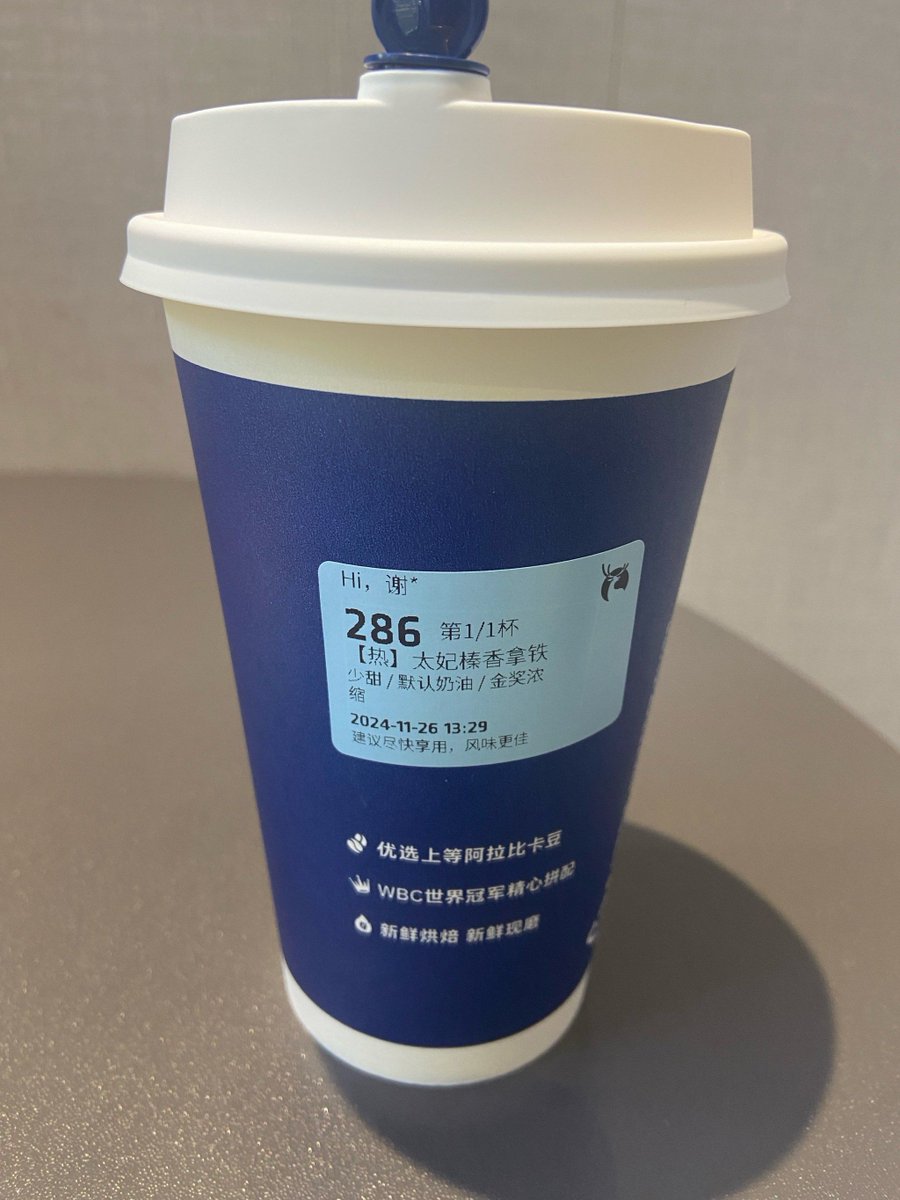 Hi，谢*
286 第1/1杯
【热】太妃榛香拿铁
少甜/默认奶油/金奖浓
缩
2024-11-26 13:29
建议尽快享用，风味更佳
优选上等阿拉比卡豆
WBC世界冠军精心拼配
新鲜烘焙 新鲜现磨